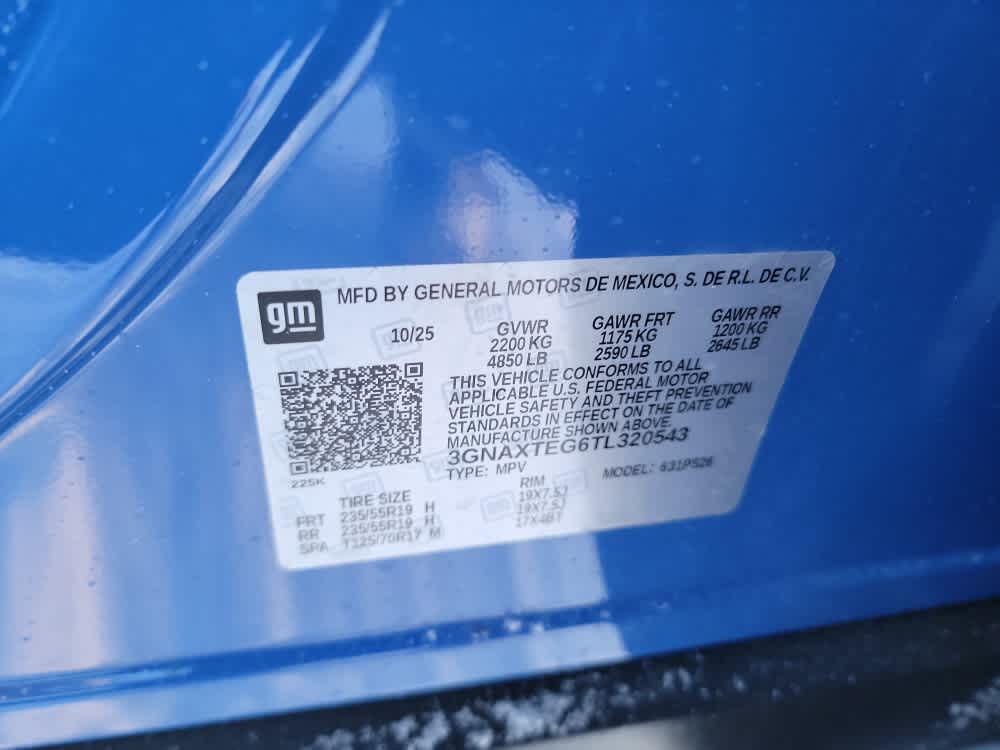 gm
MFD BY GENERAL MOTORS DE MEXICO, S. DE R.L. DE C.V.
10/25
GVWR
2200 KG
4850 LB
GAWR FRT
1175 KG
2590 LB
GAWR RR
1200 KG
2645 LB
THIS VEHICLE CONFORMS TO ALL
APPLICABLE U.S. FEDERAL MOTOR
VEHICLE SAFETY AND THEFT PREVENTION
STANDARDS IN EFFECT ON THE DATE OF
MANUFACTURE SHOWN ABOVE.
3GNAXTEG6TL320543
TYPE: MPV
MODEL: 631PS26
225K
TIRE SIZE
RIM
FRT 235/55R19 H 19X7.5J
RR 235/55R19 H 19X7.5J
SPA T125/70R17 M 17X4BT